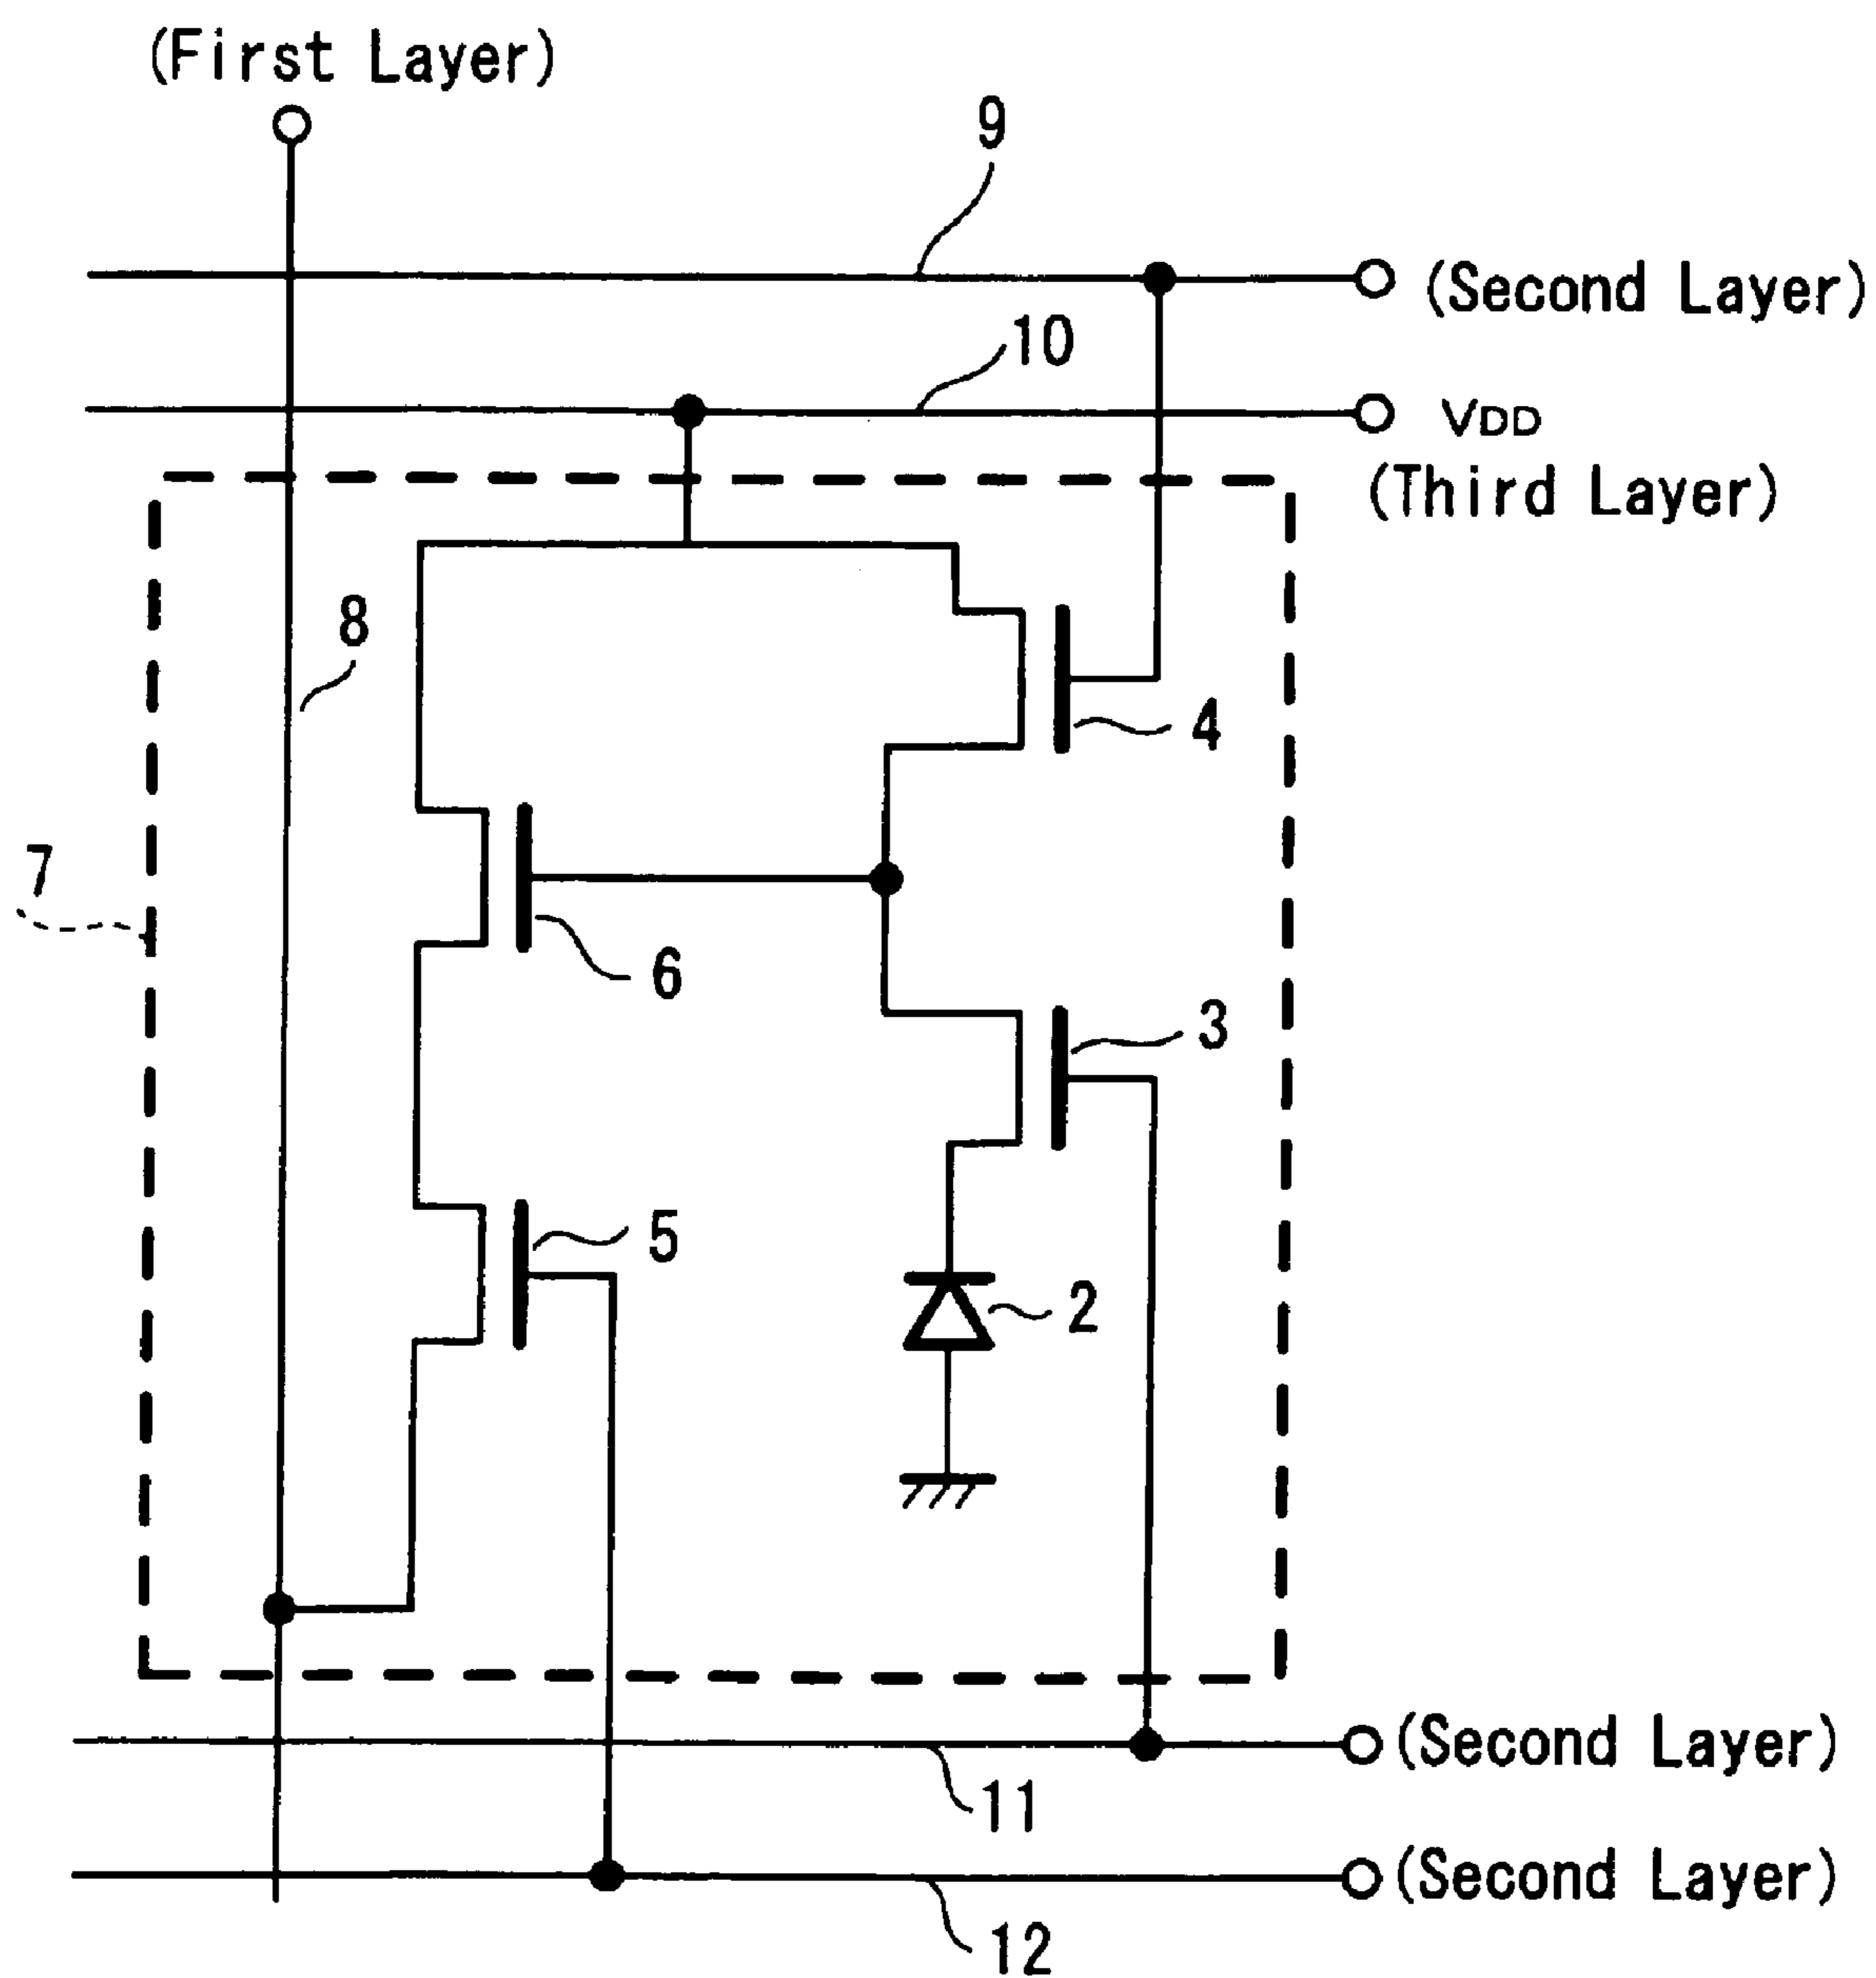 (First Layer)
9
(Second Layer)
10
VDD
(Third Layer)
8
4
7
6
3
5
2
(Second Layer)
11
(Second Layer)
12